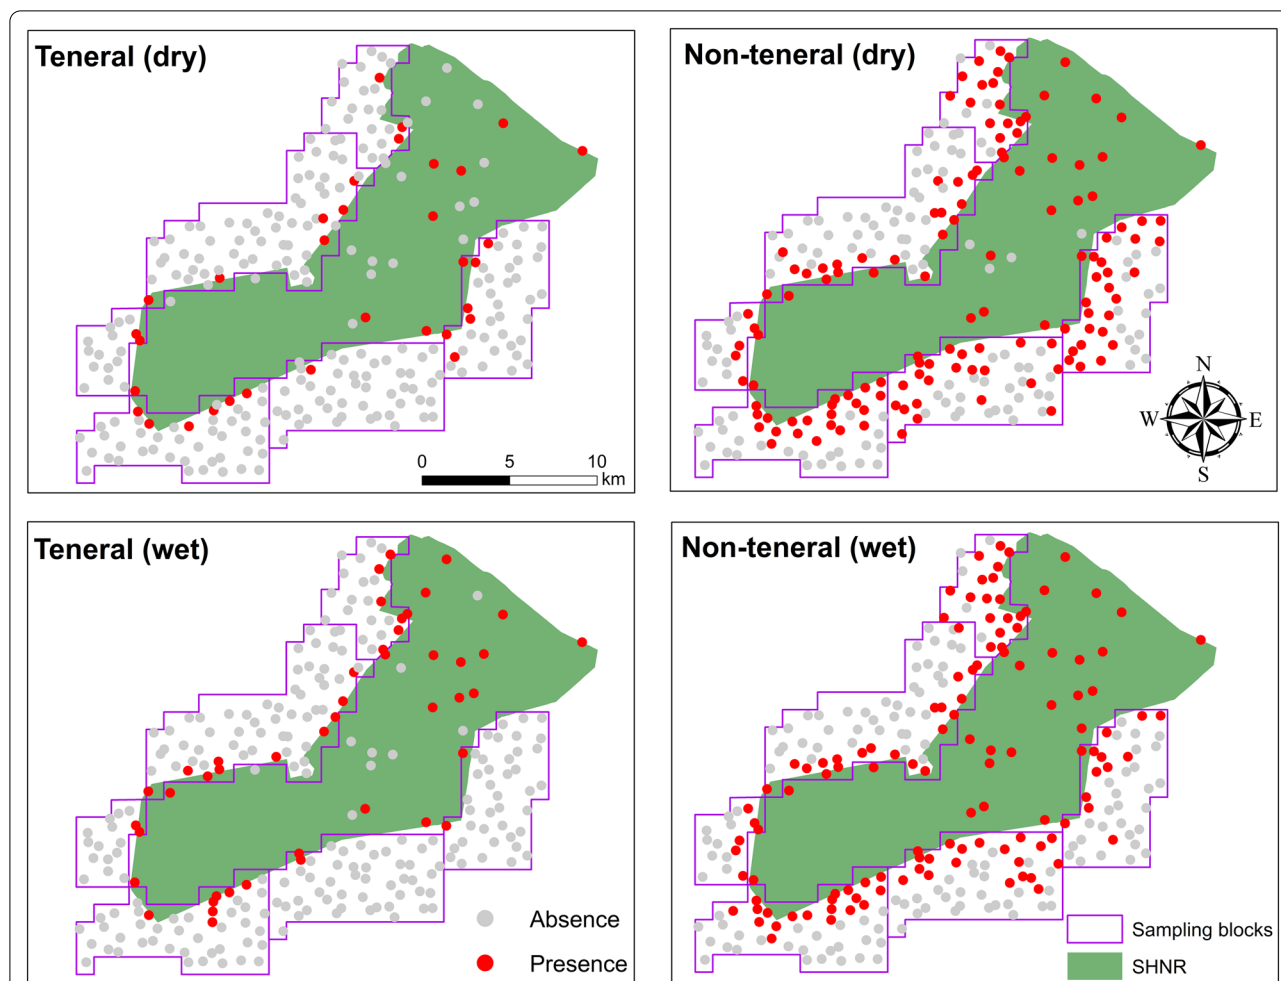 Teneral (dry)
Non-teneral (dry)
N
W
E
S
0
5
10
km
Teneral (wet)
Non-teneral (wet)
Absence
Presence
Sampling blocks
SHNR